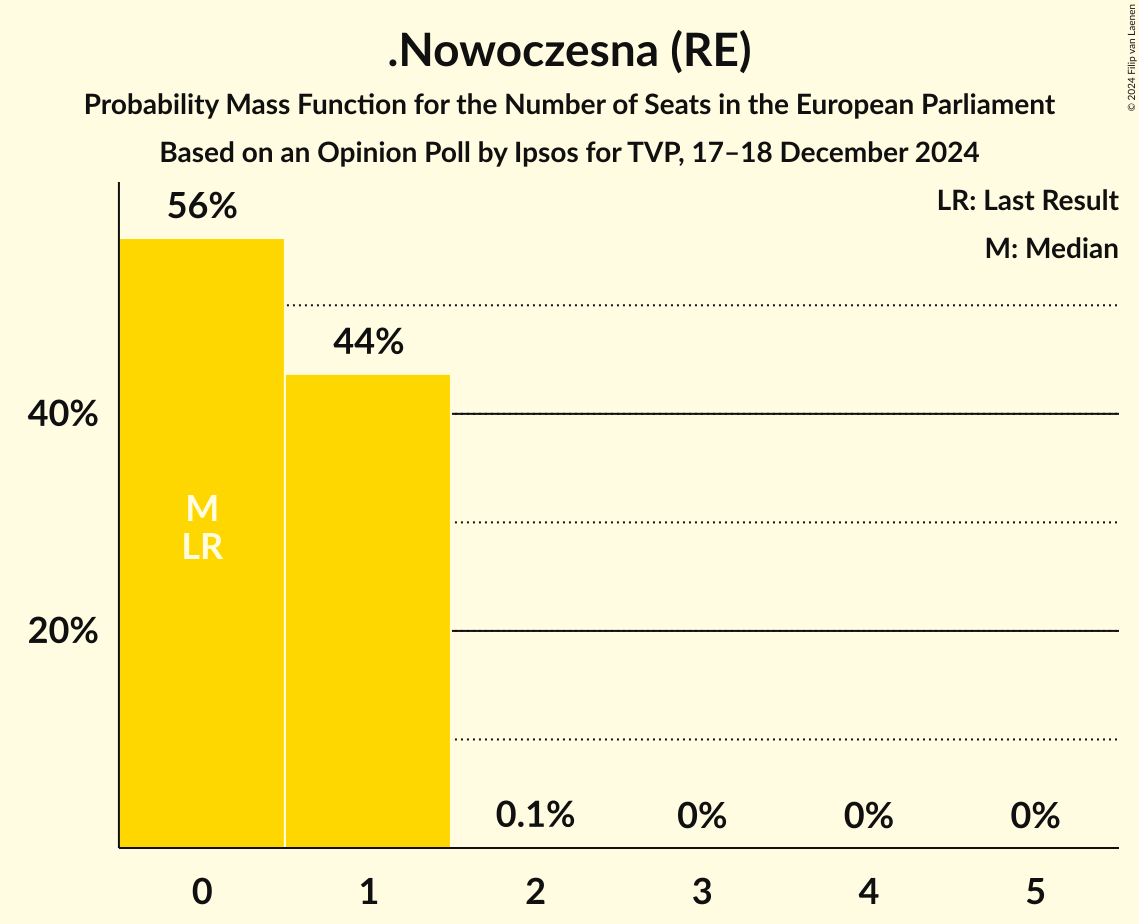 .Nowoczesna (RE)
Probability Mass Function for the Number of Seats in the European Parliament
Based on an Opinion Poll by Ipsos for TVP, 17–18 December 2024
© 2024 Filip van Laenen
LR: Last Result
M: Median
56%
44%
40%
20%
M
LR
0.1%
0%
0%
0%
0
1
2
3
4
5